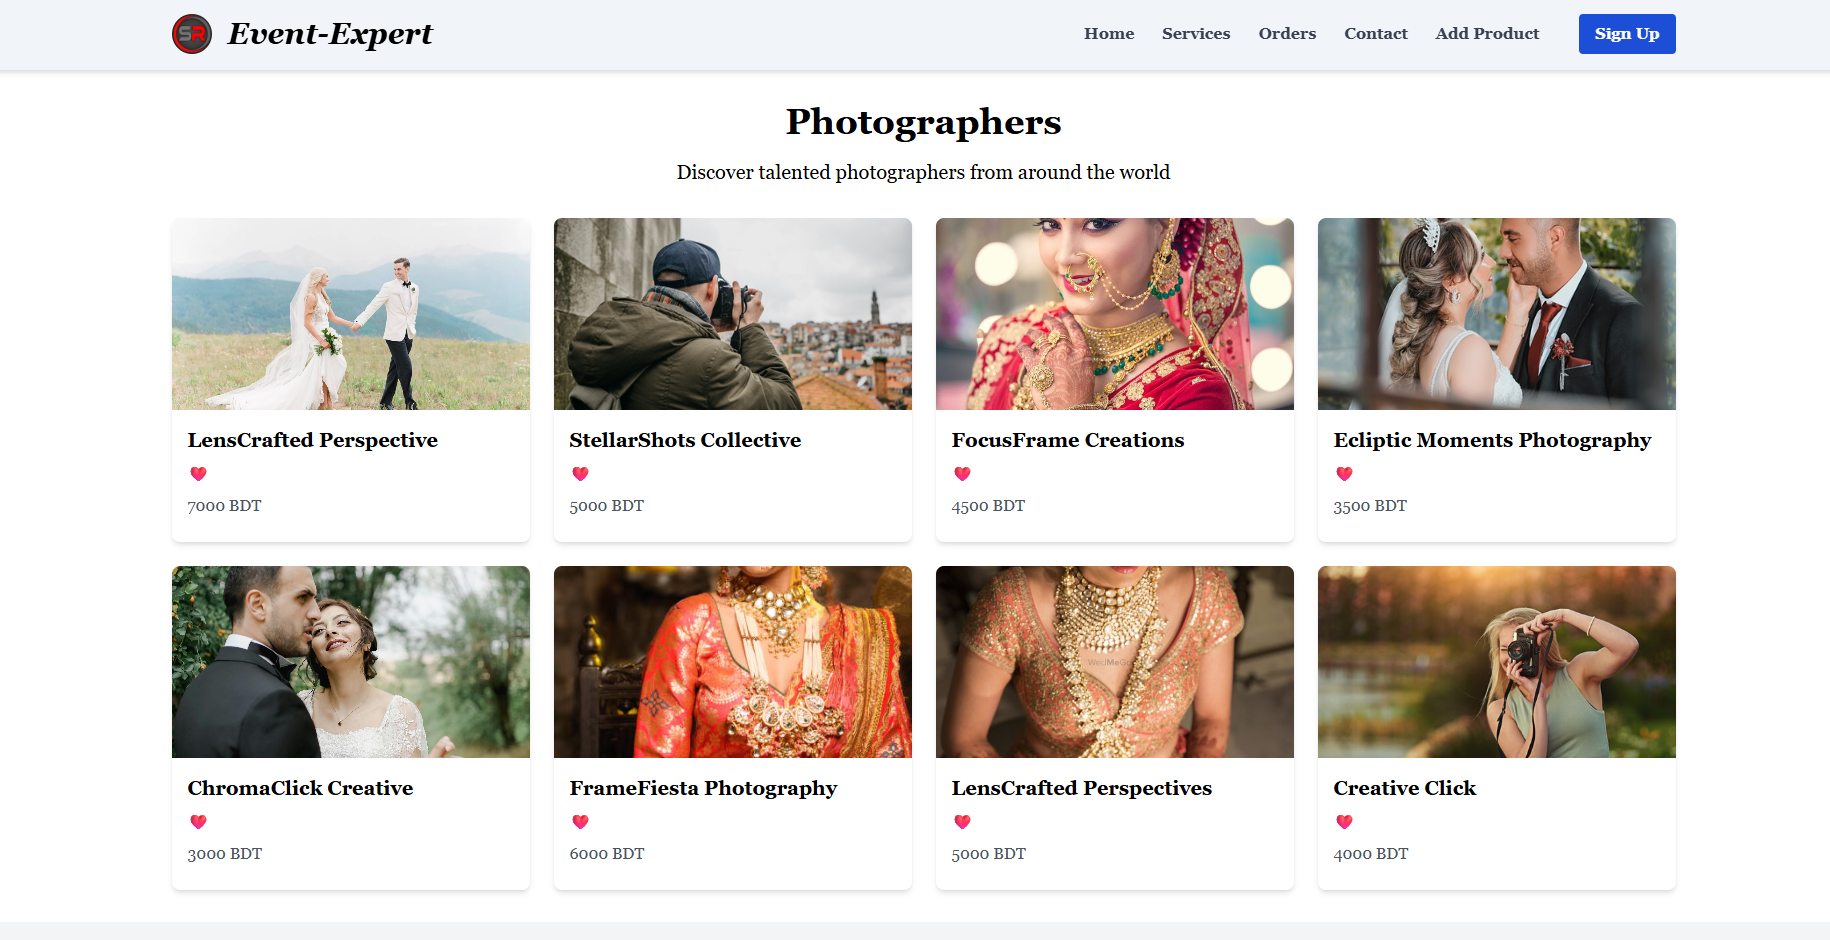 SR
Event-Expert
Home
Services
Orders
Contact
Add Product
Sign Up
Photographers
Discover talented photographers from around the world
LensCrafted Perspective
7000 BDT
StellarShots Collective
5000 BDT
FocusFrame Creations
4500 BDT
Ecliptic Moments Photography
3500 BDT
ChromaClick Creative
3000 BDT
FrameFiesta Photography
6000 BDT
LensCrafted Perspectives
5000 BDT
Creative Click
4000 BDT